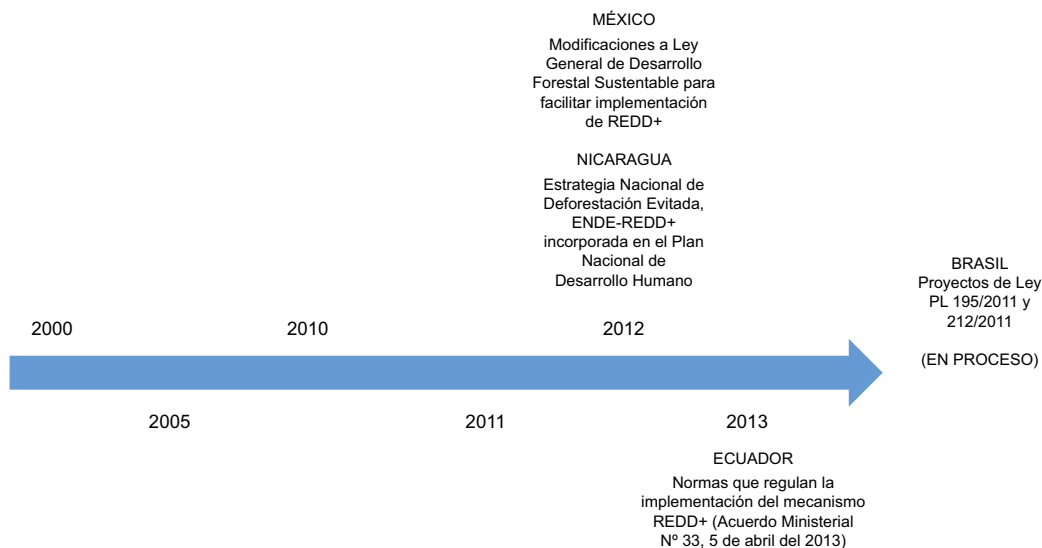 MÉXICO
Modificaciones a Ley
General de Desarrollo
Forestal Sustentable para
facilitar implementación
de REDD+
NICARAGUA
Estrategia Nacional de
Deforestación Evitada,
ENDE-REDD+
incorporada en el Plan
Nacional de
Desarrollo Humano
BRASIL
Proyectos de Ley
PL 195/2011 y
212/2011
(EN PROCESO)
2000 2010 2012
2005 2011 2013
ECUADOR
Normas que regulan la
implementación del mecanismo
REDD+ (Acuerdo Ministerial
Nº 33, 5 de abril del 2013)